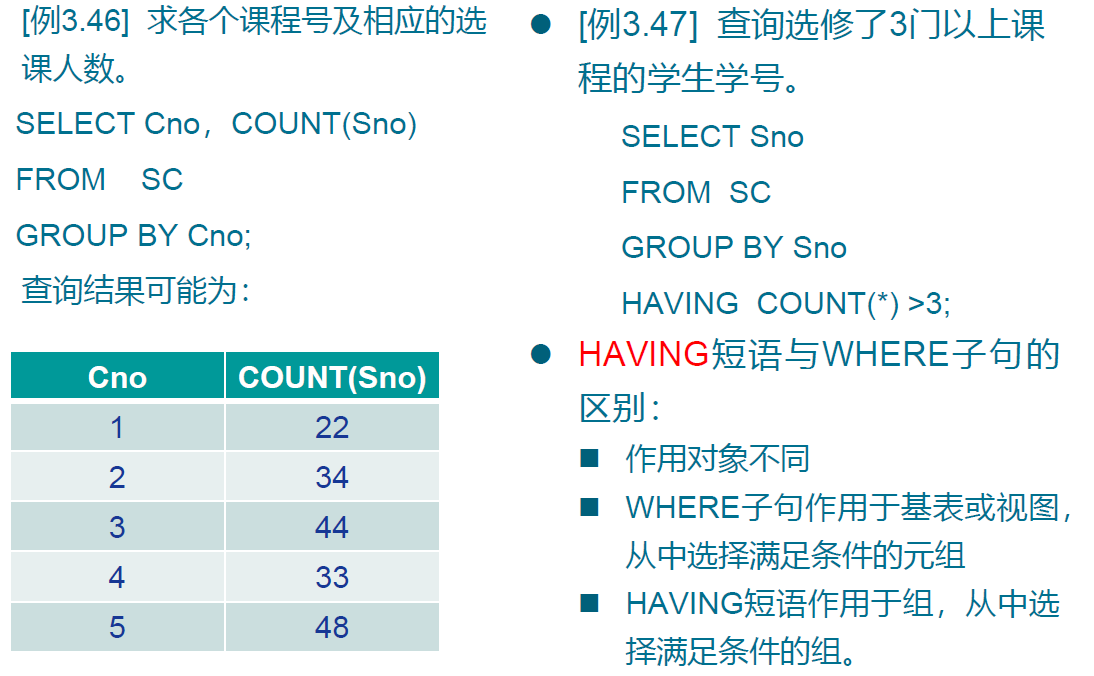 [例3.46]  求各个课程号及相应的选
课人数。
SELECT Cno，COUNT(Sno)
FROM    SC
GROUP BY Cno;
查询结果可能为：
Cno COUNT(Sno)
1 22
2 34
3 44
4 33
5 48
● [例3.47]  查询选修了3门以上课
程的学生学号。
SELECT Sno
FROM  SC
GROUP BY Sno
HAVING  COUNT(*) >3;
● HAVING短语与WHERE子句的
区别：
■ 作用对象不同
■ WHERE子句作用于基表或视图，
从中选择满足条件的元组
■ HAVING短语作用于组，从中选
择满足条件的组。